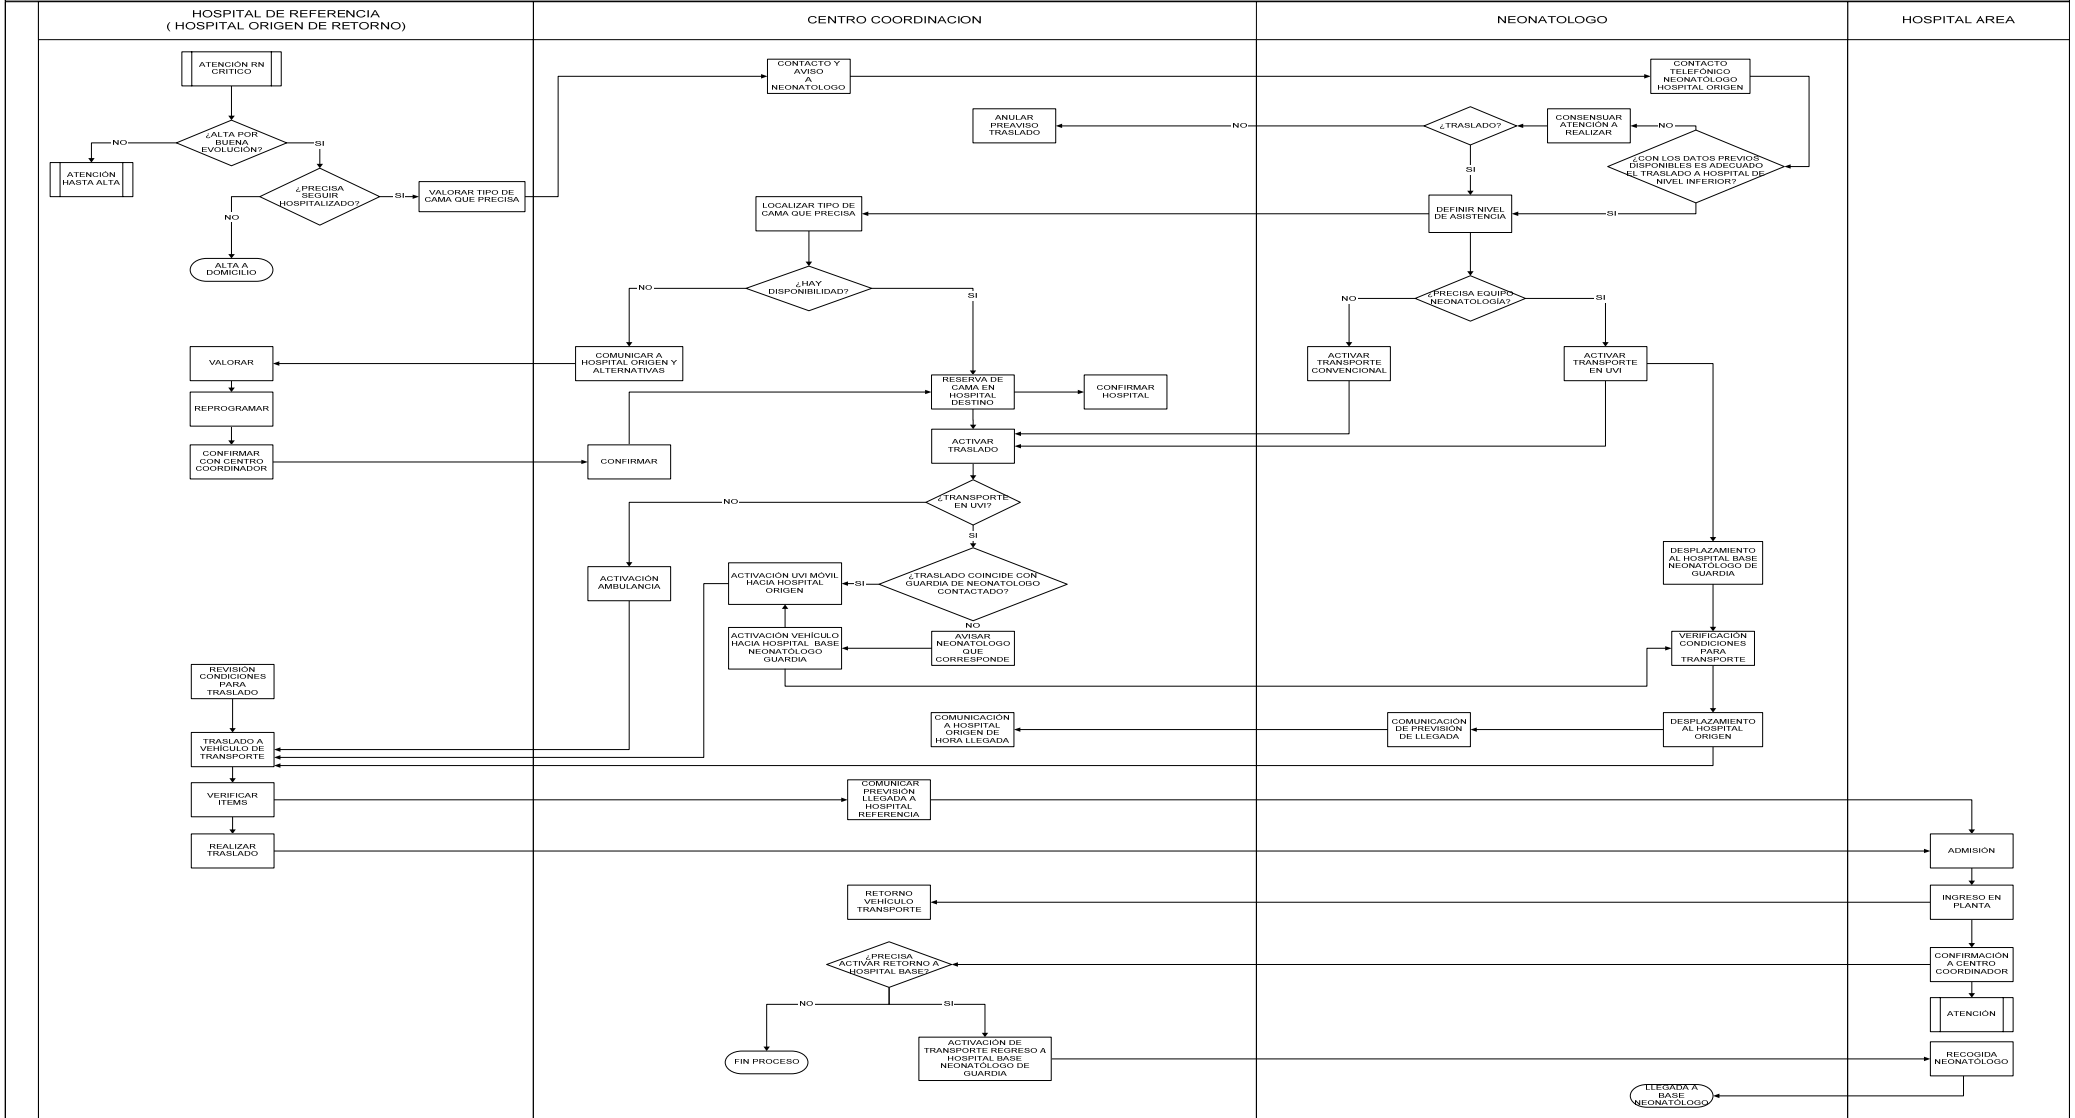 HOSPITAL DE REFERENCIA
( HOSPITAL ORIGEN DE RETORNO)
CENTRO COORDINACION
NEONATOLOGO
HOSPITAL AREA
ATENCIÓN RN
CRITICO
¿ALTA POR
BUENA
EVOLUCIÓN?
NO
SI
ATENCIÓN
HASTA ALTA
¿PRECISA
SEGUIR
HOSPITALIZADO?
SI
NO
VALORAR TIPO DE
CAMA QUE PRECISA
ALTA A
DOMICILIO
CONTACTO Y
AVISO
A
NEONATOLOGO
CONTACTO
TELEFÓNICO
NEONATÓLOGO
HOSPITAL ORIGEN
ANULAR
PREAVISO
TRASLADO
NO
¿TRASLADO?
CONSENSUAR
ATENCIÓN A
REALIZAR
NO
¿CON LOS DATOS PREVIOS
DISPONIBLES ES ADECUADO
EL TRASLADO A HOSPITAL DE
NIVEL INFERIOR?
SI
SI
LOCALIZAR TIPO DE
CAMA QUE PRECISA
DEFINIR NIVEL
DE ASISTENCIA
¿HAY
DISPONIBILIDAD?
NO
SI
¿PRECISA EQUIPO
NEONATOLOGÍA?
NO
SI
VALORAR
COMUNICAR A
HOSPITAL ORIGEN Y
ALTERNATIVAS
ACTIVAR
TRANSPORTE
CONVENCIONAL
ACTIVAR
TRANSPORTE
EN UVI
RESERVA DE
CAMA EN
HOSPITAL
DESTINO
CONFIRMAR
HOSPITAL
REPROGRAMAR
CONFIRMAR
CON CENTRO
COORDINADOR
CONFIRMAR
ACTIVAR
TRASLADO
¿TRANSPORTE
EN UVI?
NO
SI
DESPLAZAMIENTO
AL HOSPITAL BASE
NEONATÓLOGO DE
GUARDIA
ACTIVACIÓN
AMBULANCIA
ACTIVACIÓN UVI MÓVIL
HACIA HOSPITAL
ORIGEN
SI
¿TRASLADO COINCIDE CON
GUARDIA DE NEONATOLOGO
CONTACTADO?
NO
ACTIVACIÓN VEHÍCULO
HACIA HOSPITAL  BASE
NEONATÓLOGO
GUARDIA
AVISAR
NEONATOLOGO
QUE
CORRESPONDE
VERIFICACIÓN
CONDICIONES
PARA
TRANSPORTE
REVISIÓN
CONDICIONES
PARA
TRASLADO
TRASLADO A
VEHÍCULO DE
TRANSPORTE
COMUNICACIÓN
A HOSPITAL
ORIGEN DE
HORA LLEGADA
COMUNICACIÓN
DE PREVISIÓN
DE LLEGADA
DESPLAZAMIENTO
AL HOSPITAL
ORIGEN
VERIFICAR
ITEMS
COMUNICAR
PREVISIÓN
LLEGADA A
HOSPITAL
REFERENCIA
REALIZAR
TRASLADO
ADMISIÓN
RETORNO
VEHÍCULO
TRANSPORTE
INGRESO EN
PLANTA
¿PRECISA
ACTIVAR RETORNO A
HOSPITAL BASE?
CONFIRMACIÓN
A CENTRO
COORDINADOR
NO
SI
ATENCIÓN
FIN PROCESO
ACTIVACIÓN DE
TRANSPORTE REGRESO A
HOSPITAL BASE
NEONATÓLOGO DE
GUARDIA
RECOGIDA
NEONATÓLOGO
LLEGADA A
BASE
NEONATÓLOGO